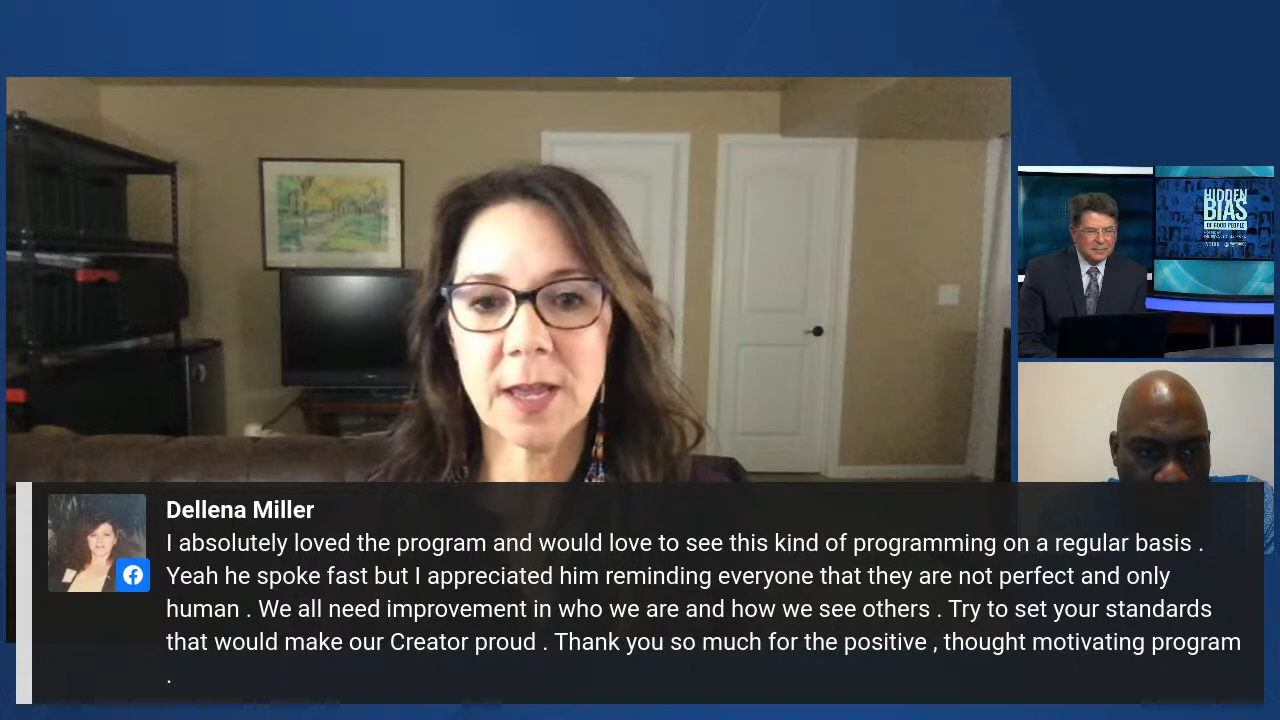 HIDDEN
BIAS
OF GOOD PEOPLE
Dellena Miller
I absolutely loved the program and would love to see this kind of programming on a regular basis .
Yeah he spoke fast but I appreciated him reminding everyone that they are not perfect and only
human . We all need improvement in who we are and how we see others . Try to set your standards
that would make our Creator proud . Thank you so much for the positive , thought motivating program
.